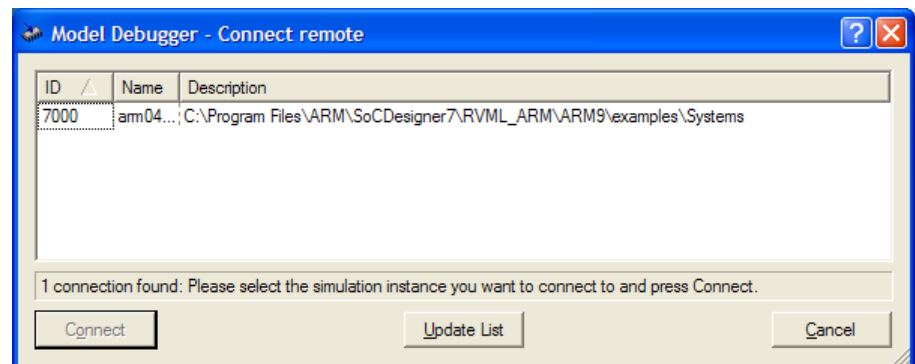 Model Debugger - Connect remote
ID Name Description
7000 arm04... C:\Program Files\ARM\SoCDesigner7\RVML_ARM\ARM9\examples\Systems
1 connection found: Please select the simulation instance you want to connect to and press Connect.
Connect Update List Cancel